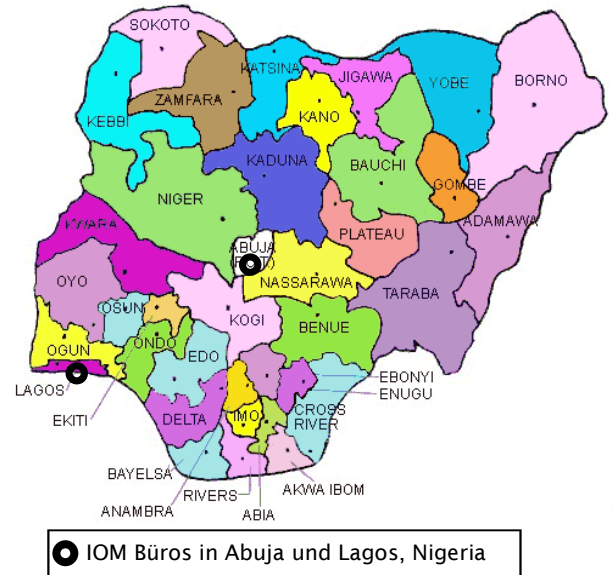 SOKOTO
KATSINA
JIGAWA
YOBE
BORNO
ZAMFARA
KANO
KEBBI
KADUNA
BAUCHI
GOMBE
NIGER
ADAMAWA
KWARA
PLATEAU
ABUJA
NASSARAWA
OYO
TARABA
OSUN
KOGI
BENUE
ONDO
OGUN
EDO
LAGOS
EBONYI
ENUGU
EKITI
DELTA
IMO
CROSS
RIVER
BAYELSA
RIVERS
AKWA IBOM
ANAMBRA
ABIA
IOM Büros in Abuja und Lagos, Nigeria